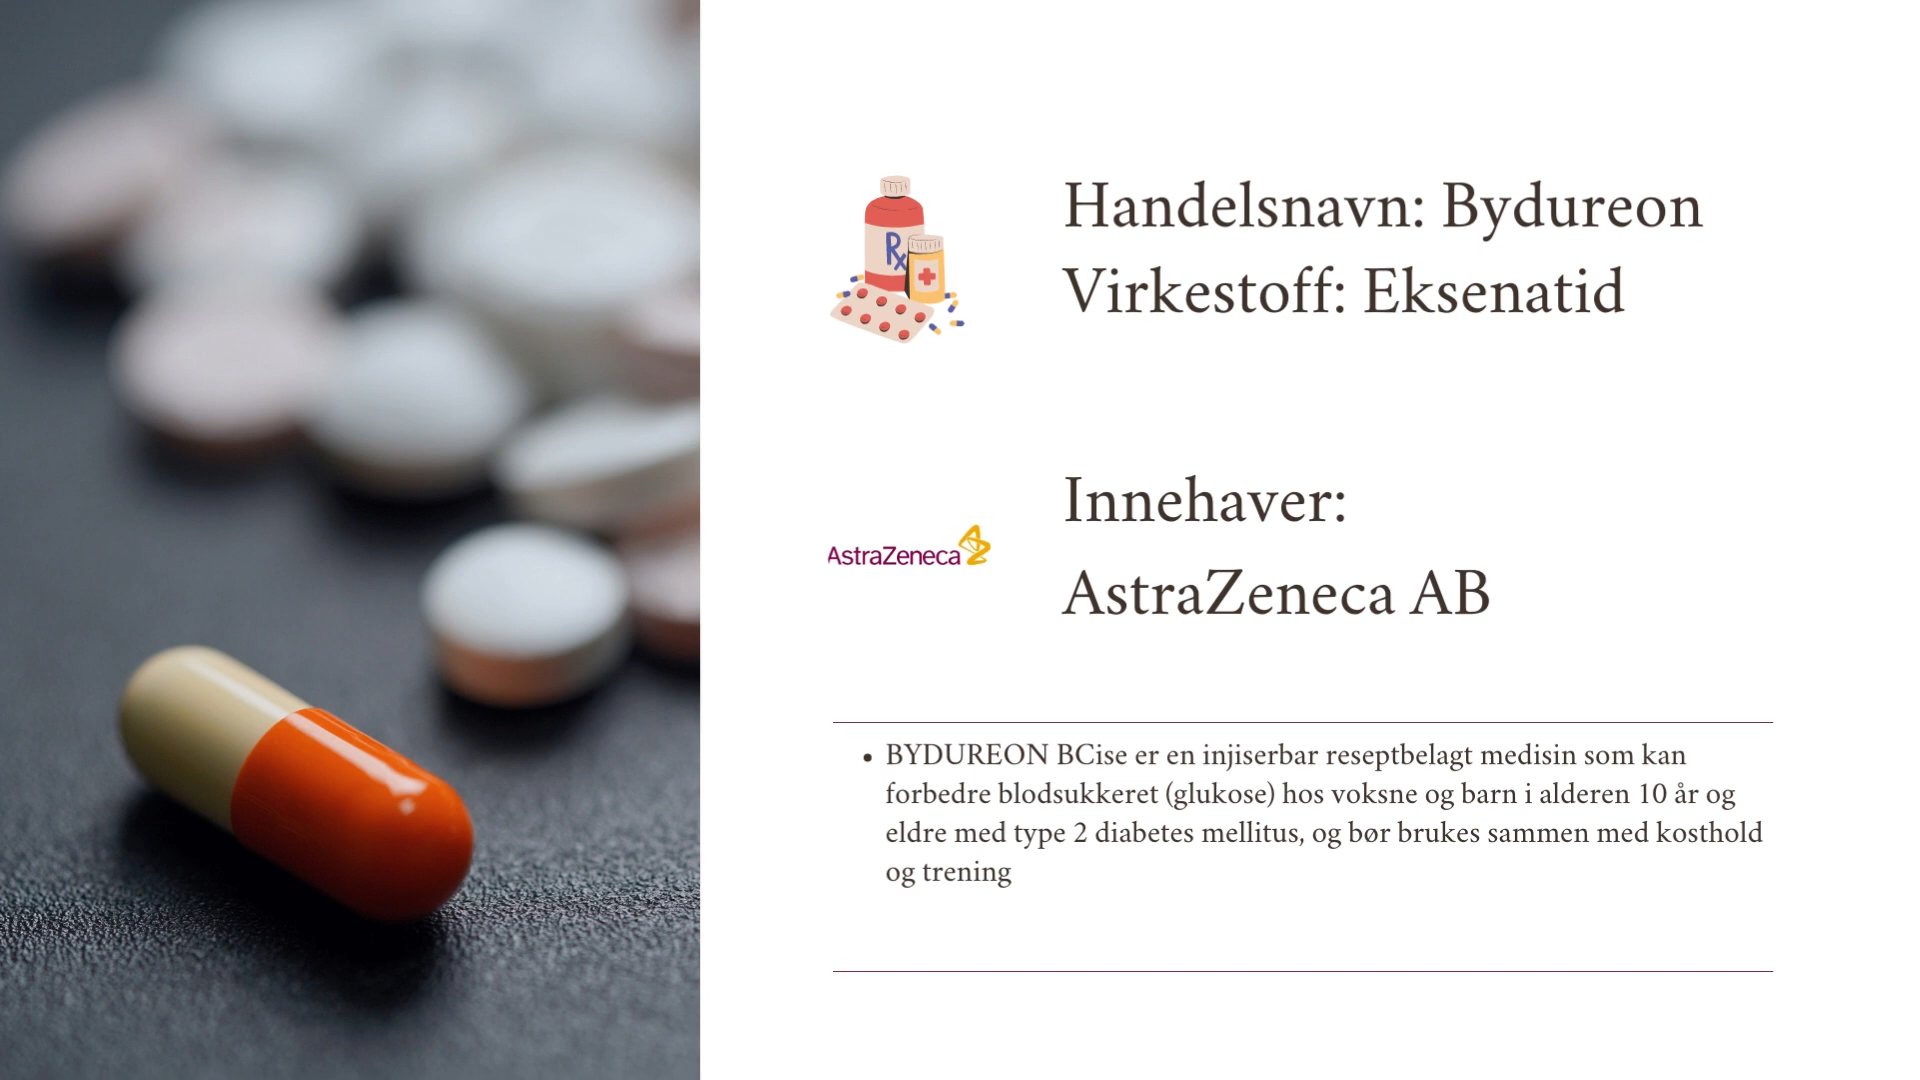 Rx
Handelsnavn: Bydureon
Virkestoff: Eksenatid
AstraZeneca
Innehaver:
AstraZeneca AB
• BYDUREON BCise er en injiserbar reseptbelagt medisin som kan
forbedre blodsukkeret (glukose) hos voksne og barn i alderen 10 år og
eldre med type 2 diabetes mellitus, og bør brukes sammen med kosthold
og trening